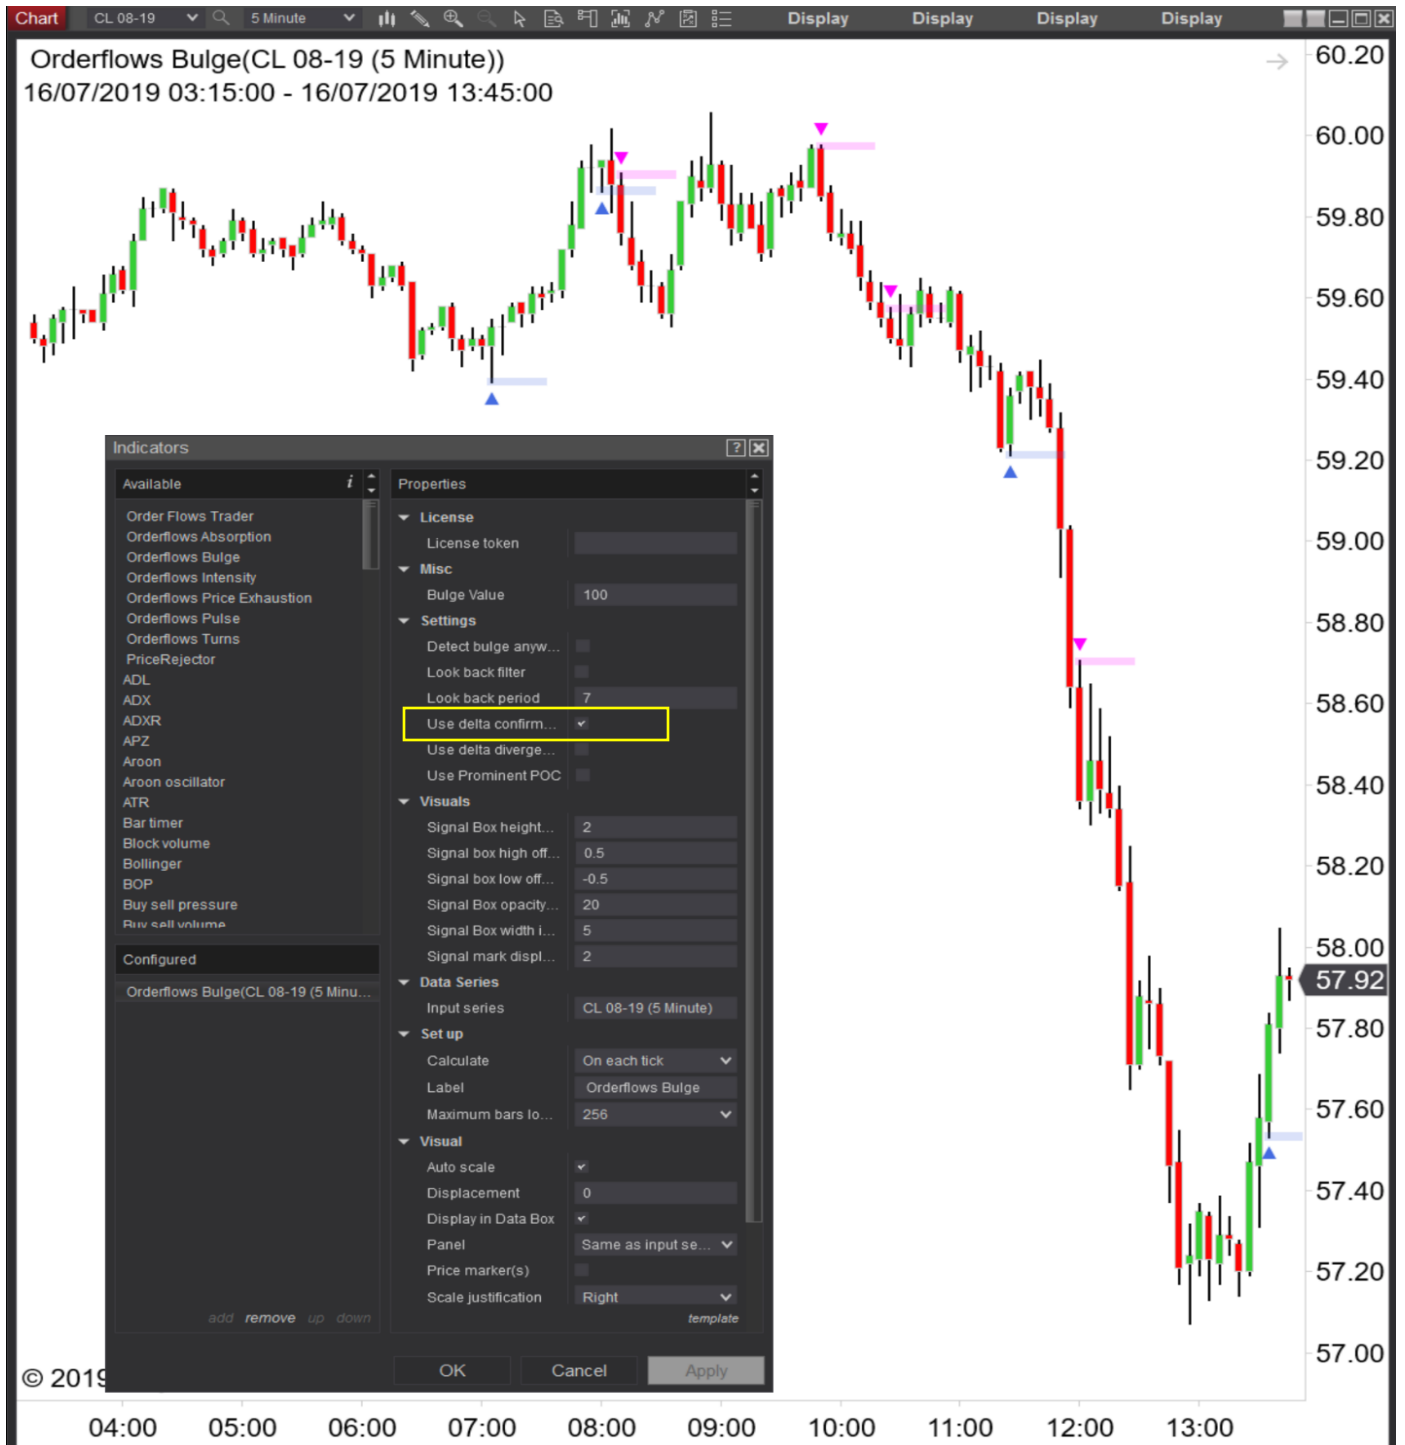 Chart CL 08-19 5 Minute Display Display Display Display
Orderflows Bulge(CL 08-19 (5 Minute))
16/07/2019 03:15:00 - 16/07/2019 13:45:00
60.20
60.00
59.80
59.60
59.40
59.20
59.00
58.80
58.60
58.40
58.20
58.00
57.92
57.80
57.60
57.40
57.20
57.00
Indicators ?
Available i
Order Flows Trader
Orderflows Absorption
Orderflows Bulge
Orderflows Intensity
Orderflows Price Exhaustion
Orderflows Pulse
Orderflows Turns
PriceRejector
ADL
ADX
ADXR
APZ
Aroon
Aroon oscillator
ATR
Bar timer
Block volume
Bollinger
BOP
Buy sell pressure
Buy sell volume
Configured
Orderflows Bulge(CL 08-19 (5 Minu...
add remove up down
Properties
License
License token
Misc
Bulge Value 100
Settings
Detect bulge anyw...
Look back filter
Look back period 7
Use delta confirm...
Use delta diverge...
Use Prominent POC
Visuals
Signal Box height... 2
Signal box high off... 0.5
Signal box low off... -0.5
Signal Box opacity... 20
Signal Box width i... 5
Signal mark displ... 2
Data Series
Input series CL 08-19 (5 Minute)
Set up
Calculate On each tick
Label Orderflows Bulge
Maximum bars lo... 256
Visual
Auto scale
Displacement 0
Display in Data Box
Panel Same as input se...
Price marker(s)
Scale justification Right
template
OK Cancel Apply
© 2019
04:00 05:00 06:00 07:00 08:00 09:00 10:00 11:00 12:00 13:00